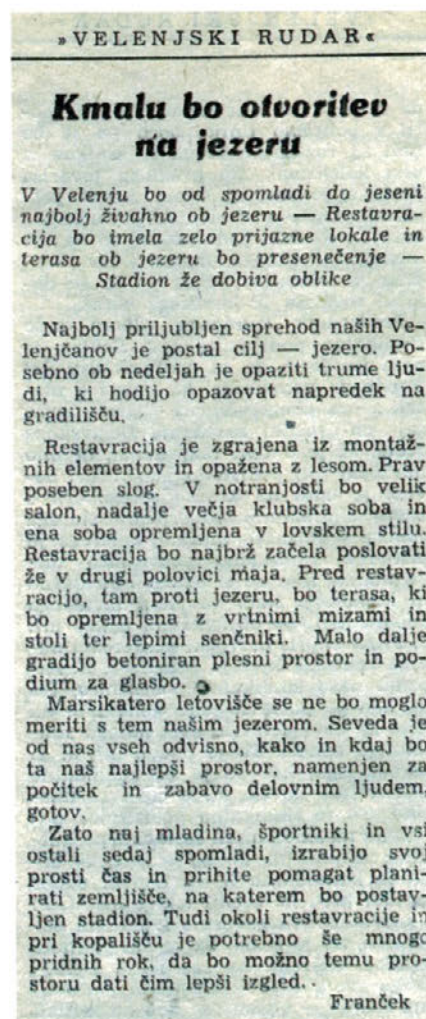 »VELENJSKI RUDAR«
Kmalu bo otvoritev
na jezeru
V Velenju bo od spomladi do jeseni
najbolj živahno ob jezeru — Restavra-
cija bo imela zelo prijazne lokale in
terasa ob jezeru bo presenečenje —
Stadion že dobiva oblike
Najbolj priljubljen sprehod naših Ve-
lenjčanov je postal cilj — jezero. Po-
sebno ob nedeljah je opaziti trume lju-
di, ki hodijo opazovat napredek na
gradilišču.
Restavracija je zgrajena iz montaž-
nih elementov in opažena z lesom. Prav
poseben slog. V notranjosti bo velik
salon, nadalje večja klubska soba in
ena soba opremljena v lovskem stilu.
Restavracija bo najbrž začela poslovati
že v drugi polovici maja. Pred restav-
racijo, tam proti jezeru, bo terasa, ki
bo opremljena z vrtnimi mizami in
stoli ter lepimi senčniki. Malo dalje
gradijo betoniran plesni prostor in po-
dium za glasbo.
Marsikatero letovišče se ne bo moglo
meriti s tem našim jezerom. Seveda je
od nas vseh odvisno, kako in kdaj bo
ta naš najlepši prostor, namenjen za
počitek in zabavo delovnim ljudem,
gotov.
Zato naj mladina, športniki in vsi
ostali sedaj spomladi, izrabijo svoj
prosti čas in prihite pomagat plani-
rati zemljišče, na katerem bo postav-
ljen stadion. Tudi okoli restavracije in
pri kopališču je potrebno še mnogo
pridnih rok, da bo možno temu pro-
storu dati čim lepši izgled.
Franček